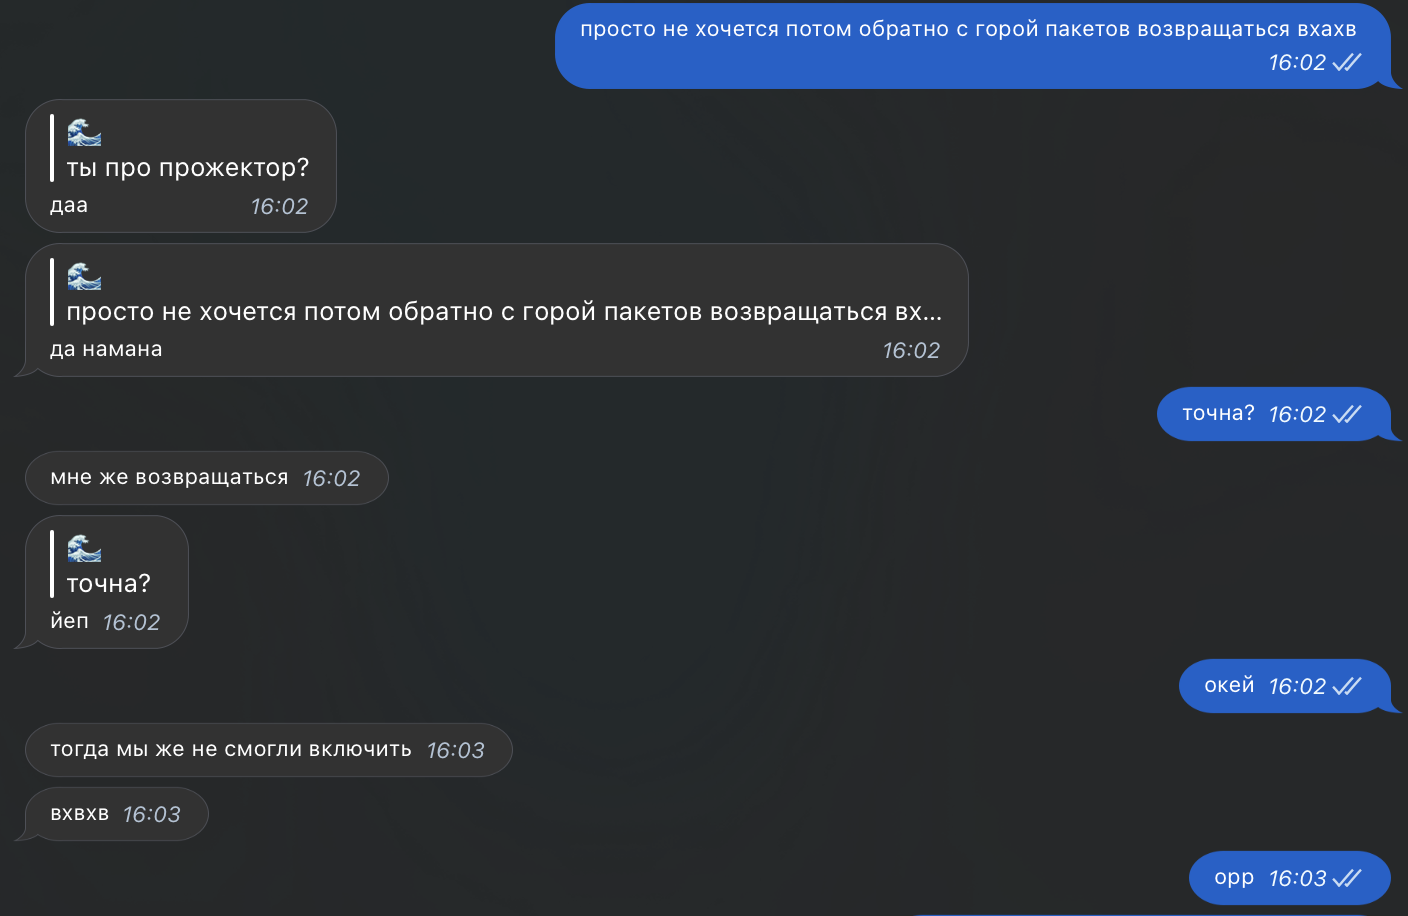 просто не хочется потом обратно с горой пакетов возвращаться вхахв
16:02
🌊
ты про прожектор?
даа 16:02
🌊
просто не хочется потом обратно с горой пакетов возвращаться вх...
да намана 16:02
точна? 16:02
мне же возвращаться 16:02
🌊
точна?
йеп 16:02
окей 16:02
тогда мы же не смогли включить 16:03
вхвхв 16:03
орр 16:03